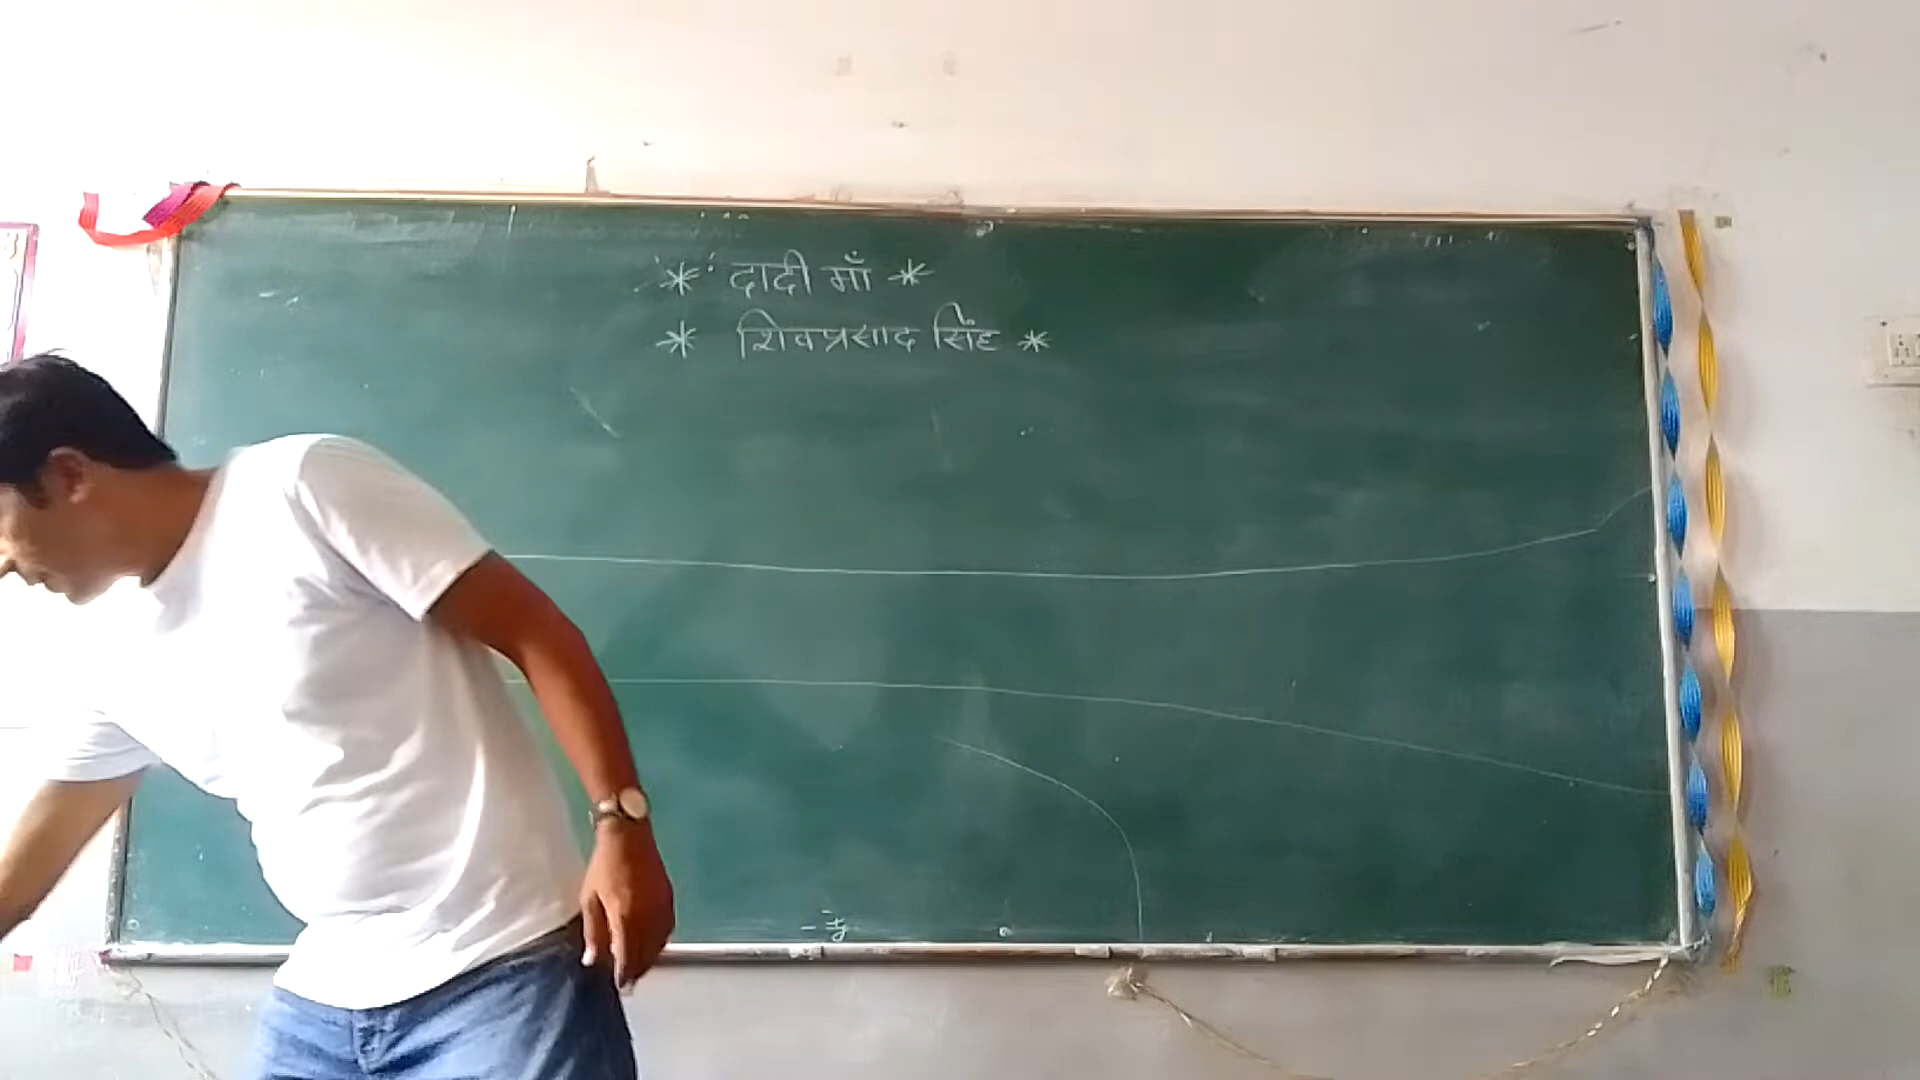 * दादी माँ *
* शिवप्रसाद सिंह *